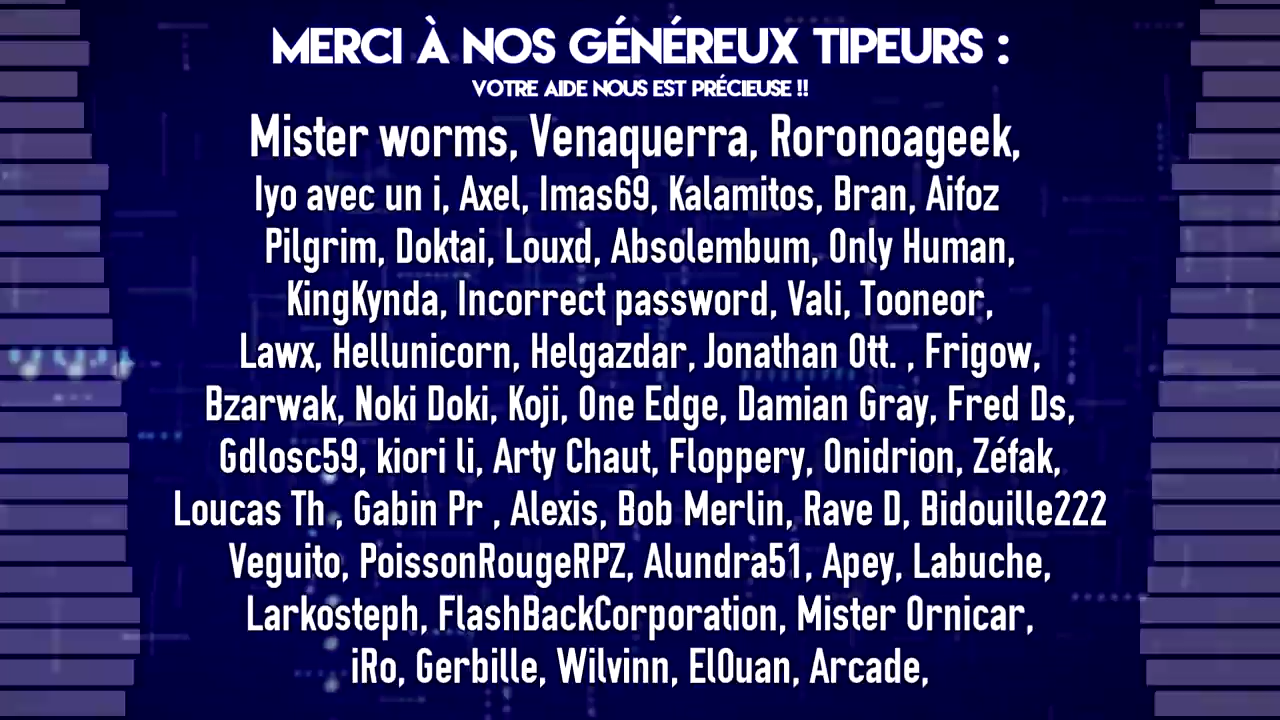 MERCI À NOS GÉNÉREUX TIPEURS :
VOTRE AIDE NOUS EST PRÉCIEUSE !!
Mister worms, Venaquerra, Roronoageek,
Iyo avec un i, Axel, Imas69, Kalamitos, Bran, Aifoz
Pilgrim, Doktai, Louxd, Absolembum, Only Human,
KingKynda, Incorrect password, Vali, Tooneor,
Lawx, Hellunicorn, Helgazdar, Jonathan Ott. , Frigow,
Bzarwak, Noki Doki, Koji, One Edge, Damian Gray, Fred Ds,
Gdlosc59, kiori li, Arty Chaut, Floppery, Onidrion, Zéfak,
Loucas Th , Gabin Pr , Alexis, Bob Merlin, Rave D, Bidouille222
Veguito, PoissonRougeRPZ, Alundra51, Apey, Labuche,
Larkosteph, FlashBackCorporation, Mister Ornicar,
iRo, Gerbille, Wilvinn, ElOuan, Arcade,